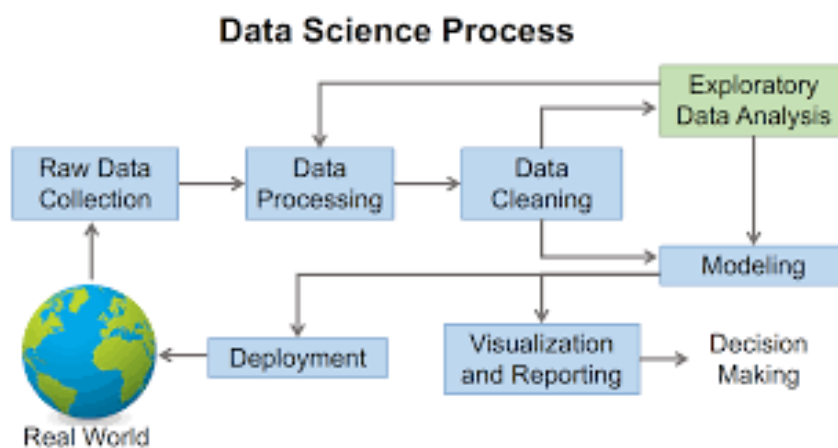 Data Science Process
Exploratory
Data Analysis
Raw Data
Collection
Data
Processing
Data
Cleaning
Modeling
Deployment
Visualization
and Reporting
Decision
Making
Real World